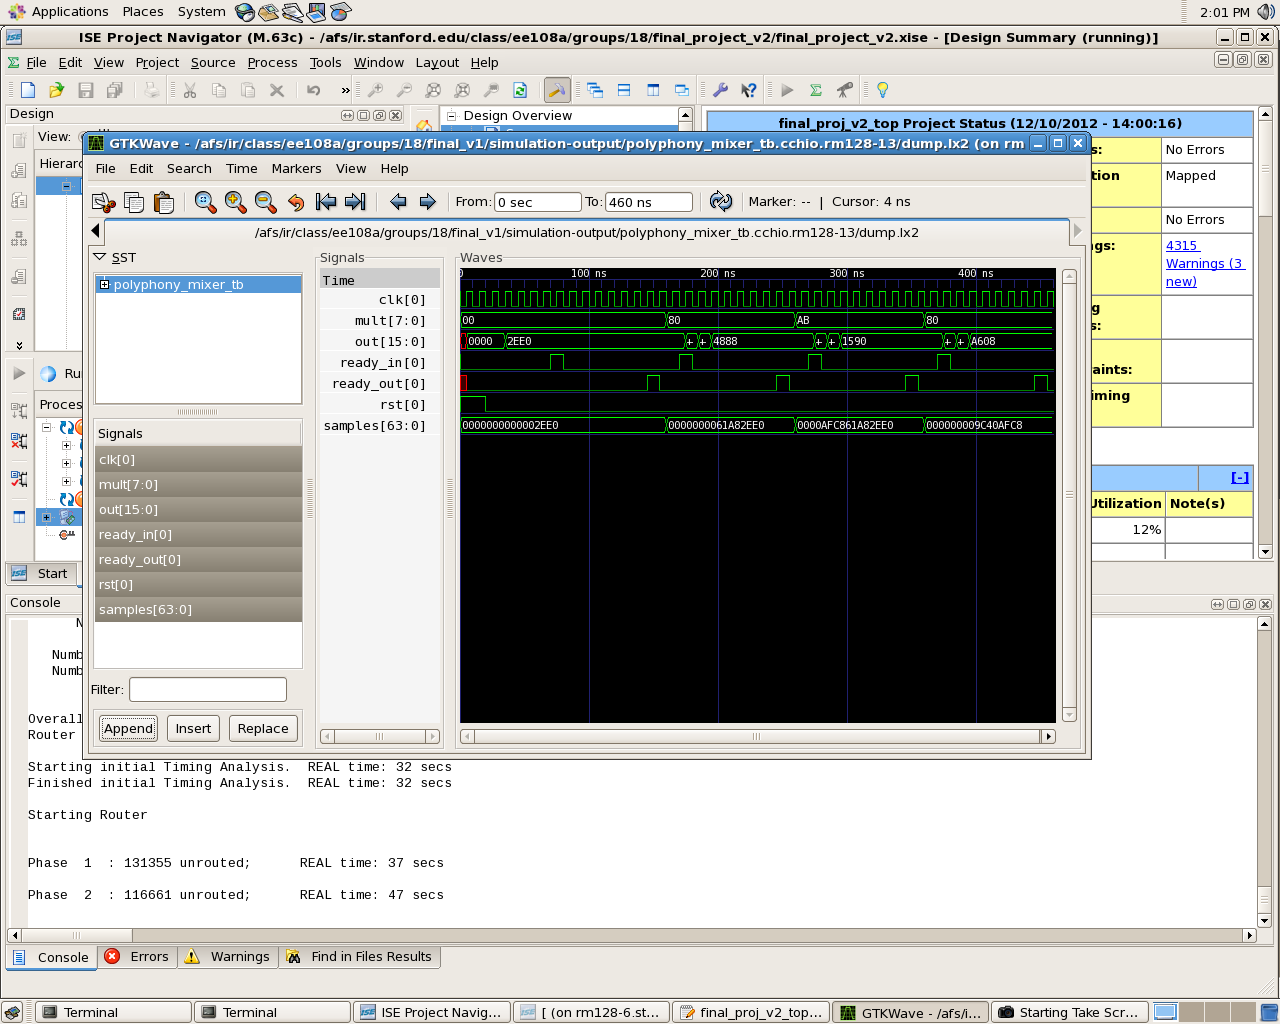 Applications Places System 2:01 PM
ISE Project Navigator (M.63c) - /afs/ir.stanford.edu/class/ee108a/groups/18/final_project_v2/final_project_v2.xise - [Design Summary (running)]
File Edit View Project Source Process Tools Window Layout Help
»
Design
View:
Hierarc
Design Overview
final_proj_v2_top Project Status (12/10/2012 - 14:00:16)
s: No Errors
tion Mapped
No Errors
ngs: 4315
Warnings (3
new)
g
s:
raints:
iming
[-]
Utilization Note(s)
12%
Ru
Proces
Start
GTKWave - /afs/ir/class/ee108a/groups/18/final_v1/simulation-output/polyphony_mixer_tb.cchio.rm128-13/dump.lx2 (on rm
File Edit Search Time Markers View Help
From: 0 sec To: 460 ns Marker: -- | Cursor: 4 ns
/afs/ir/class/ee108a/groups/18/final_v1/simulation-output/polyphony_mixer_tb.cchio.rm128-13/dump.lx2
SST
polyphony_mixer_tb
Signals
clk[0]
mult[7:0]
out[15:0]
ready_in[0]
ready_out[0]
rst[0]
samples[63:0]
Filter:
Append Insert Replace
Signals
Time
clk[0]
mult[7:0]
out[15:0]
ready_in[0]
ready_out[0]
rst[0]
samples[63:0]
Waves
0 100 ns 200 ns 300 ns 400 ns
00 80 AB 80
0000 2EE0 + + 4888 + + 1590 + + A608
0000000000002EE0 0000000061A82EE0 0000AFC861A82EE0 000000009C40AFC8
Console
N
Numb
Numb
Overall
Router
Starting initial Timing Analysis. REAL time: 32 secs
Finished initial Timing Analysis. REAL time: 32 secs
Starting Router
Phase 1 : 131355 unrouted; REAL time: 37 secs
Phase 2 : 116661 unrouted; REAL time: 47 secs
Console Errors Warnings Find in Files Results
Terminal Terminal ISE Project Navig... [ (on rm128-6.st... final_proj_v2_top... GTKWave - /afs/i... Starting Take Scr...